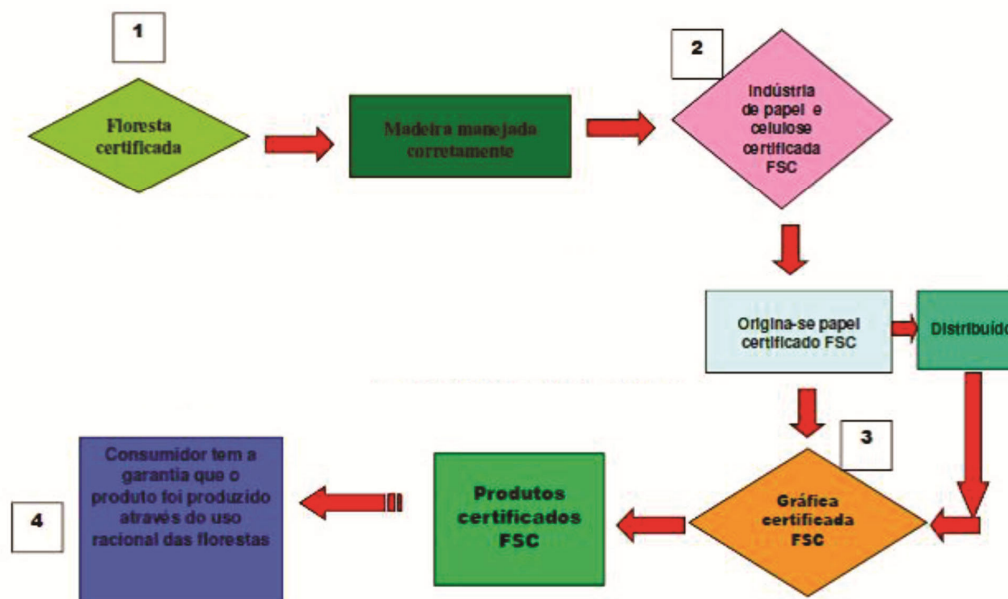 1
Floresta
certificada
Madeira manejada
corretamente
2
Indústria
de papel e
celulose
certificada
FSC
Origina-se papel
certificado FSC
Distribuido
3
Gráfica
certificada
FSC
Produtos
certificados
FSC
4
Consumidor tem a
garantia que o
produto foi produzido
através do uso
racional das florestas